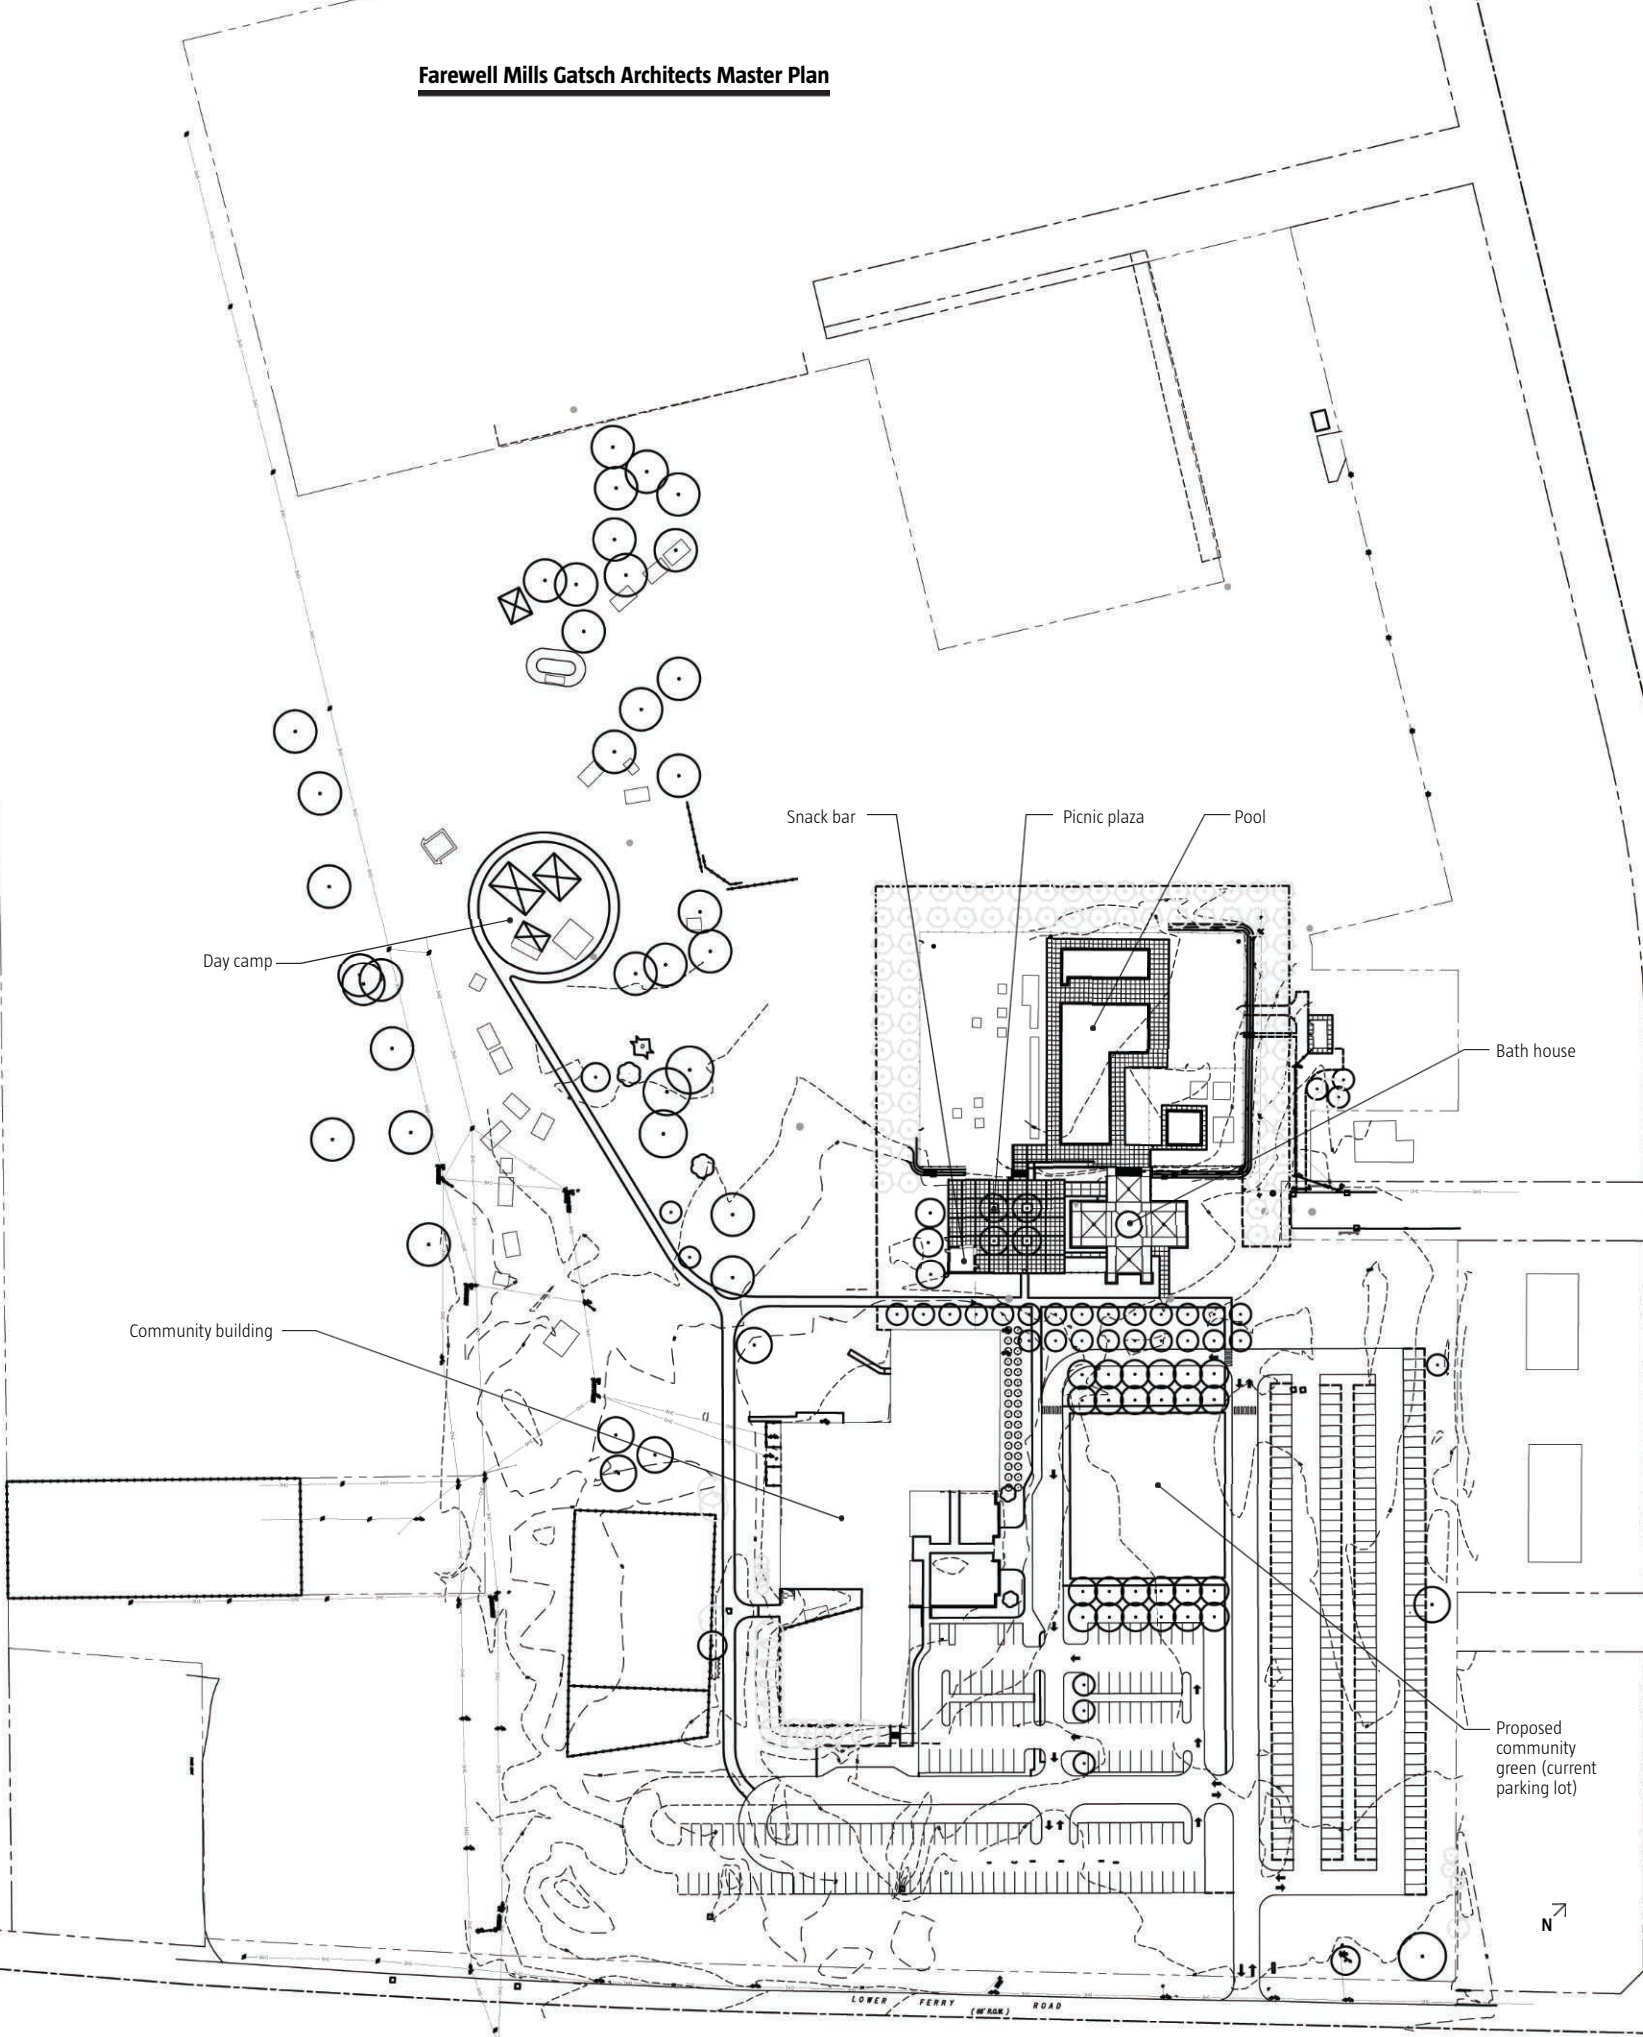 Farewell Mills Gatsch Architects Master Plan
Snack bar
Picnic plaza
Pool
Day camp
Bath house
Community building
Proposed
community
green (current
parking lot)
N
LOWER FERRY ROAD